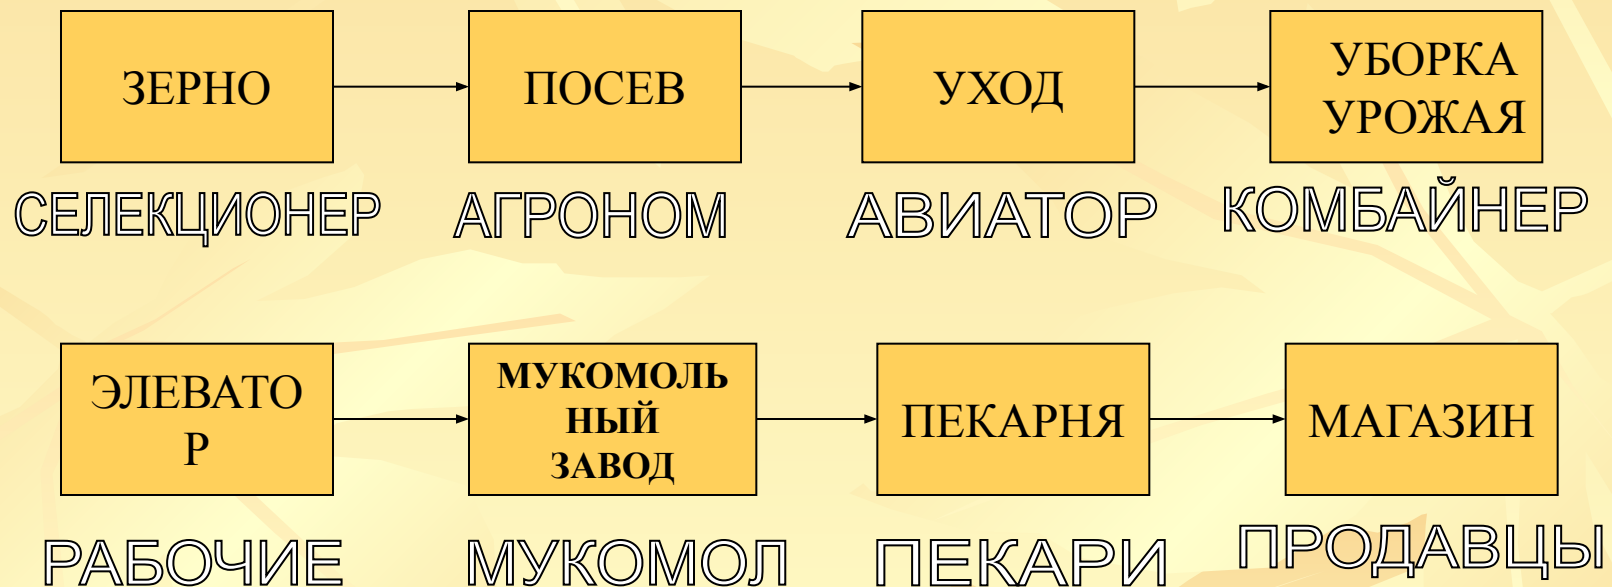 ЗЕРНО
ПОСЕВ
УХОД
УБОРКА
УРОЖАЯ
СЕЛЕКЦИОНЕР
АГРОНОМ
АВИАТОР
КОМБАЙНЕР
ЭЛЕВАТО
Р
МУКОМОЛЬ
НЫЙ
ЗАВОД
ПЕКАРНЯ
МАГАЗИН
РАБОЧИЕ
МУКОМОЛ
ПЕКАРИ
ПРОДАВЦЫ